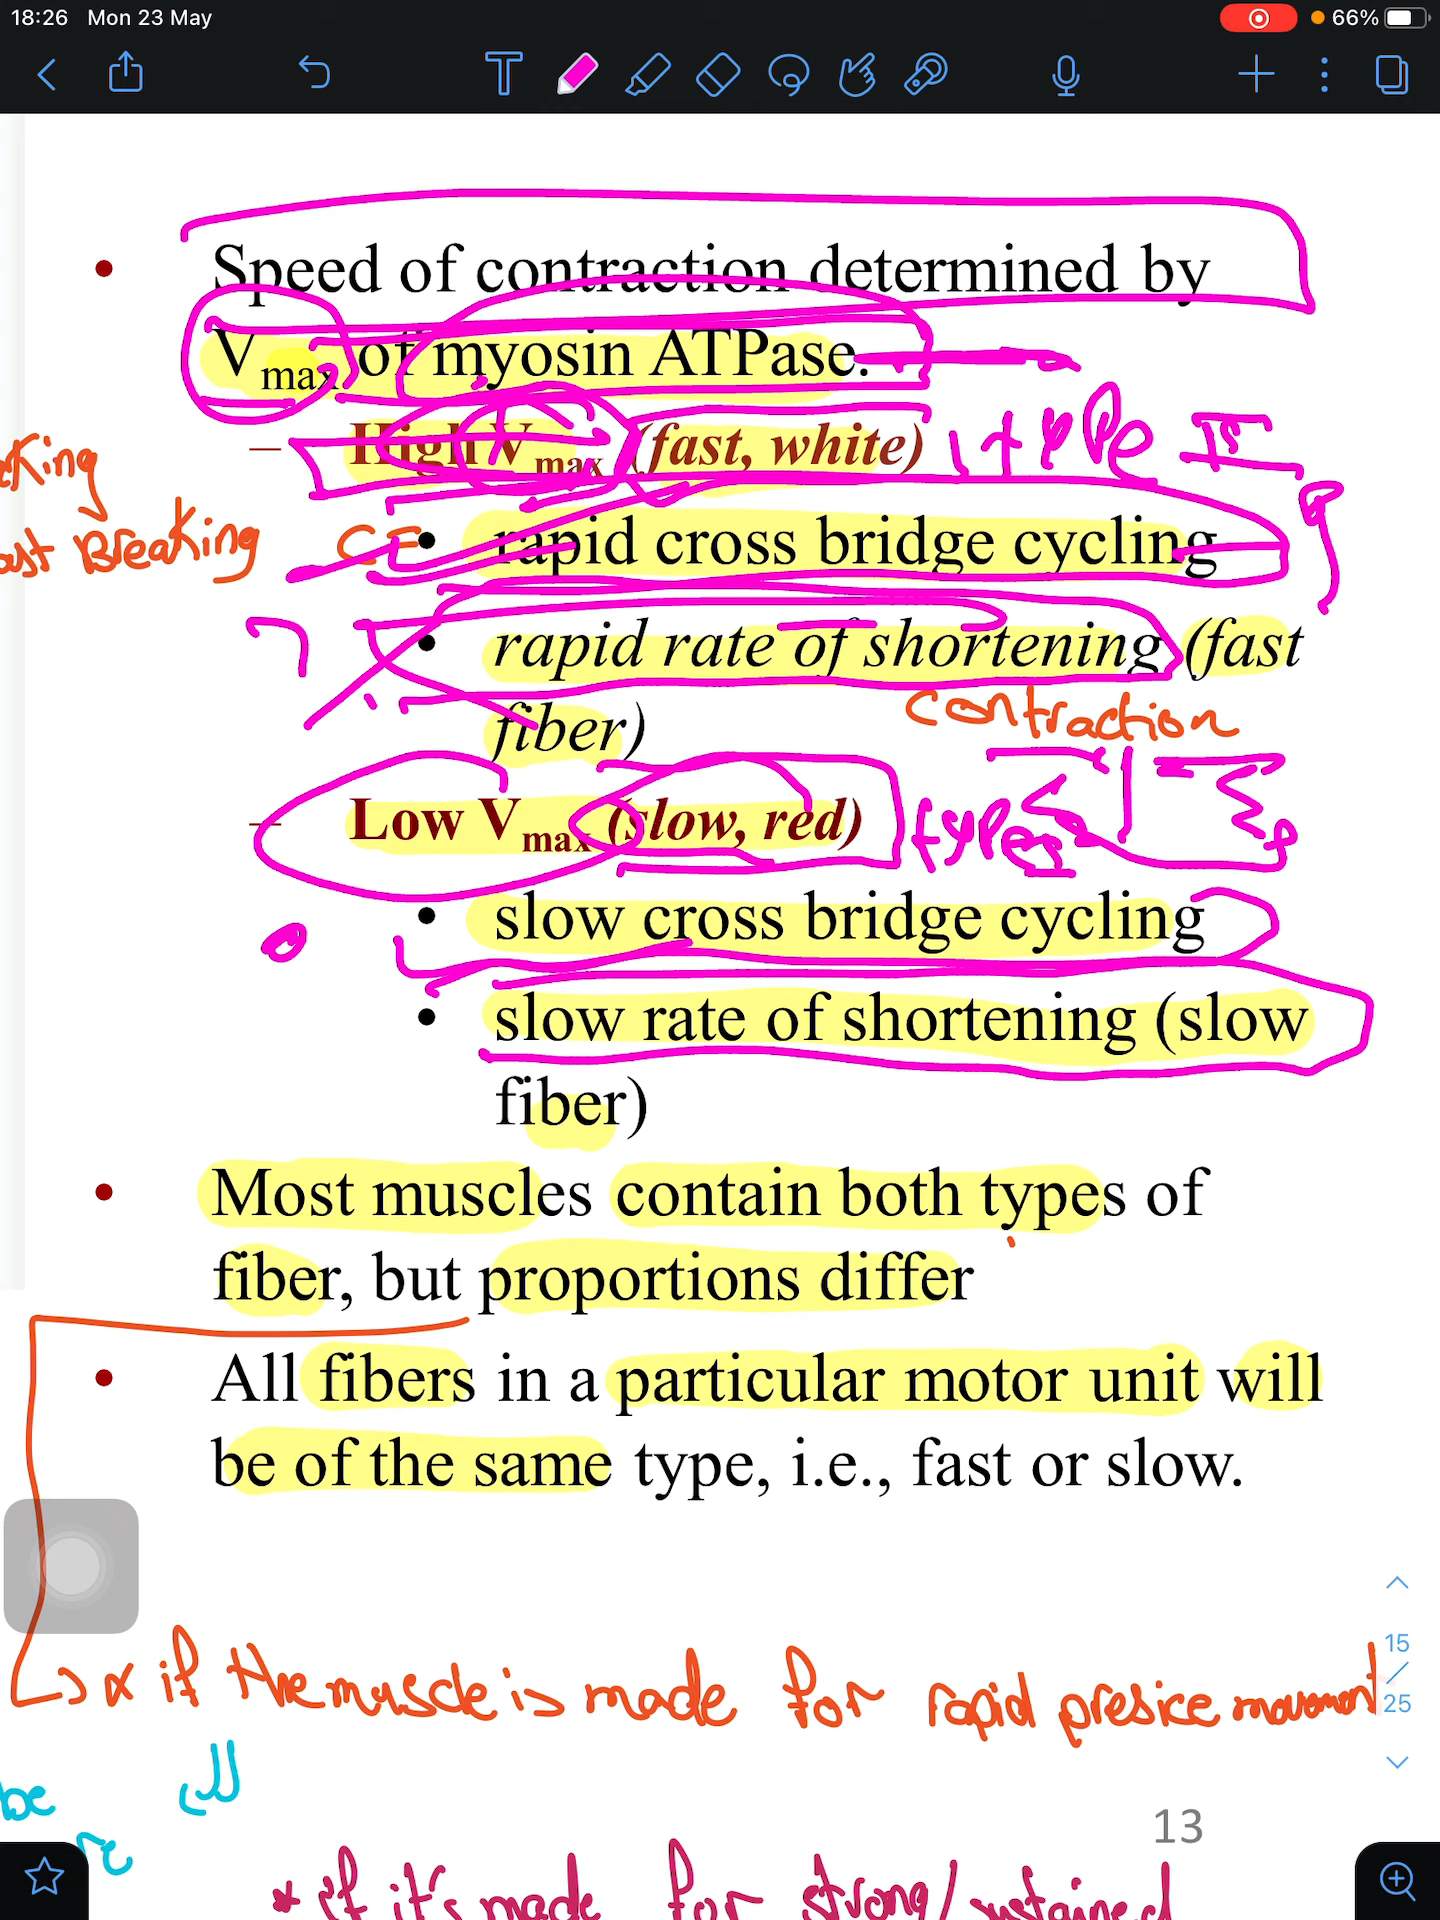 18:26 Mon 23 May
66%
T
• Speed of contraction determined by
Vmax of myosin ATPase.
– High Vmax (fast, white) type II
• rapid cross bridge cycling
Breaking
• rapid rate of shortening (fast
contraction
fiber)
– Low Vmax (slow, red) type
• slow cross bridge cycling
• slow rate of shortening (slow
fiber)
• Most muscles contain both types of
fiber, but proportions differ
• All fibers in a particular motor unit will
be of the same type, i.e., fast or slow.
if the muscle is made for rapid presice movement
15
25
be
13
* if it's made for strong/sustained